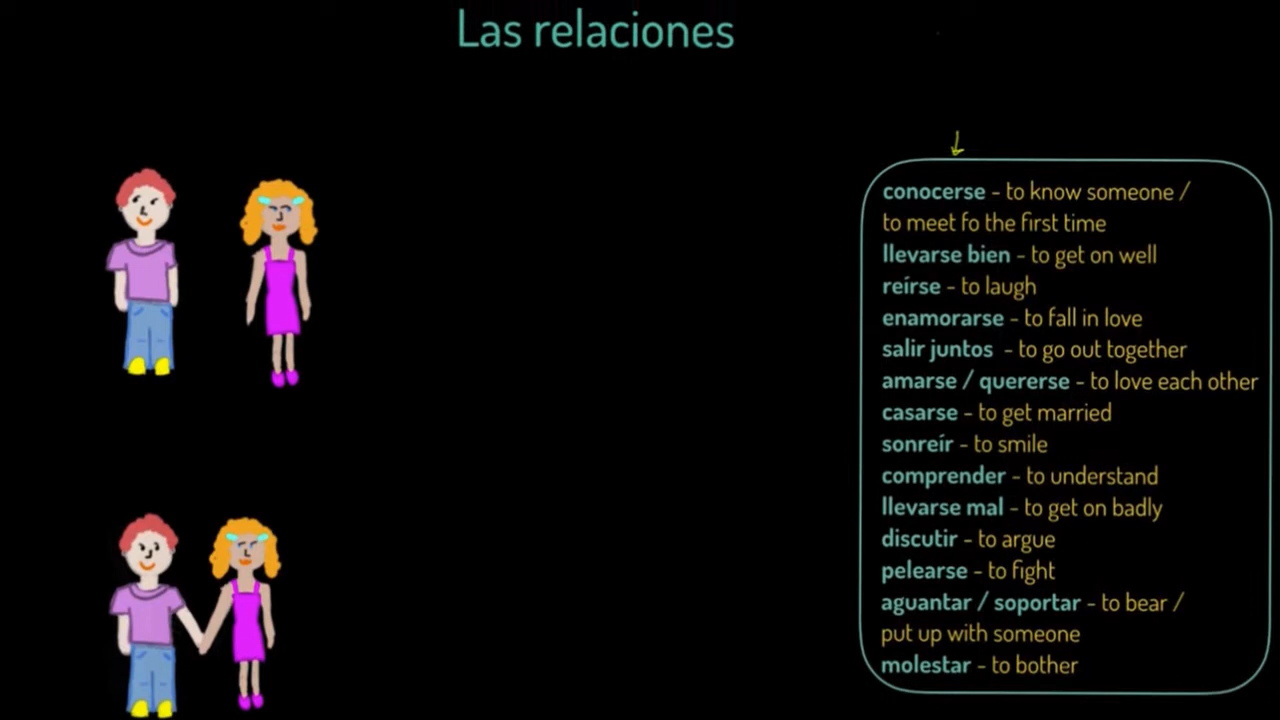 Las relaciones
conocerse - to know someone /
to meet fo the first time
llevarse bien - to get on well
reírse - to laugh
enamorarse - to fall in love
salir juntos - to go out together
amarse / quererse - to love each other
casarse - to get married
sonreír - to smile
comprender - to understand
llevarse mal - to get on badly
discutir - to argue
pelearse - to fight
aguantar / soportar - to bear /
put up with someone
molestar - to bother